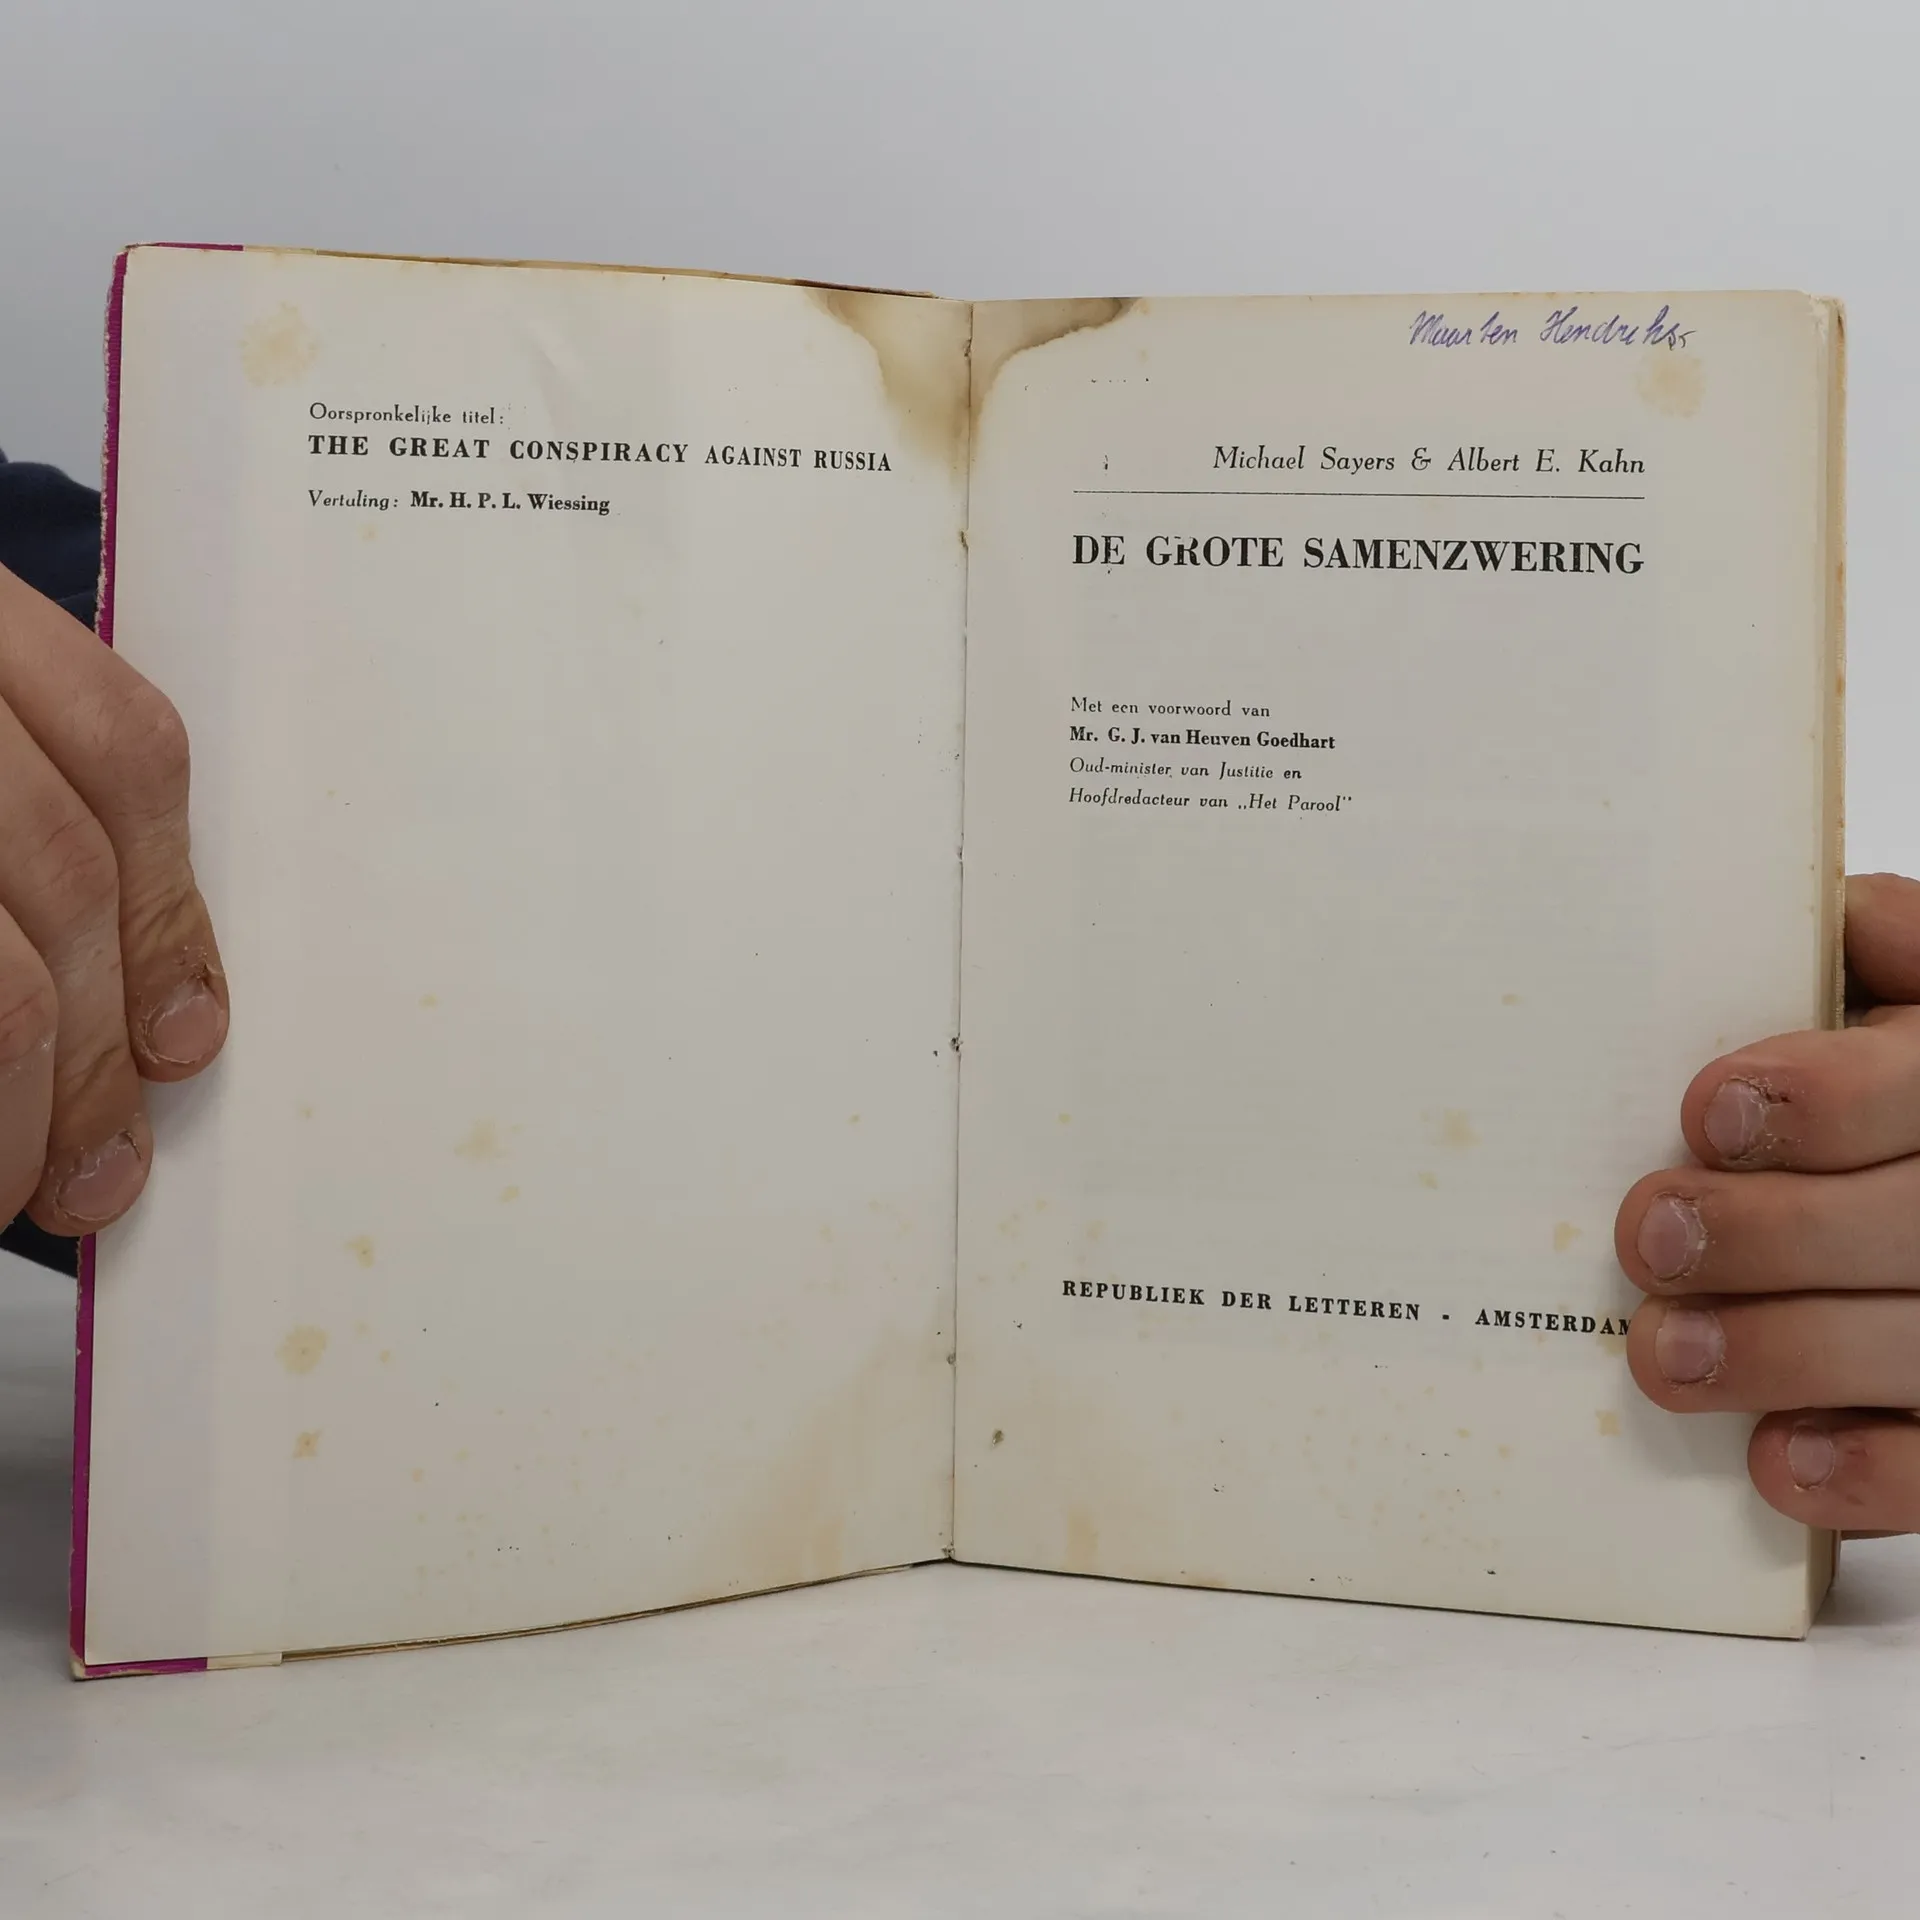 Oorspronkelijke titel:
THE GREAT CONSPIRACY AGAINST RUSSIA
Vertaling: Mr. H. P. L. Wiessing
Maarten Hendriks
Michael Sayers & Albert E. Kahn
DE GROTE SAMENZWERING
Met een voorwoord van
Mr. G. J. van Heuven Goedhart
Oud-minister van Justitie en
Hoofdredacteur van „Het Parool"
REPUBLIEK DER LETTEREN - AMSTERDAM